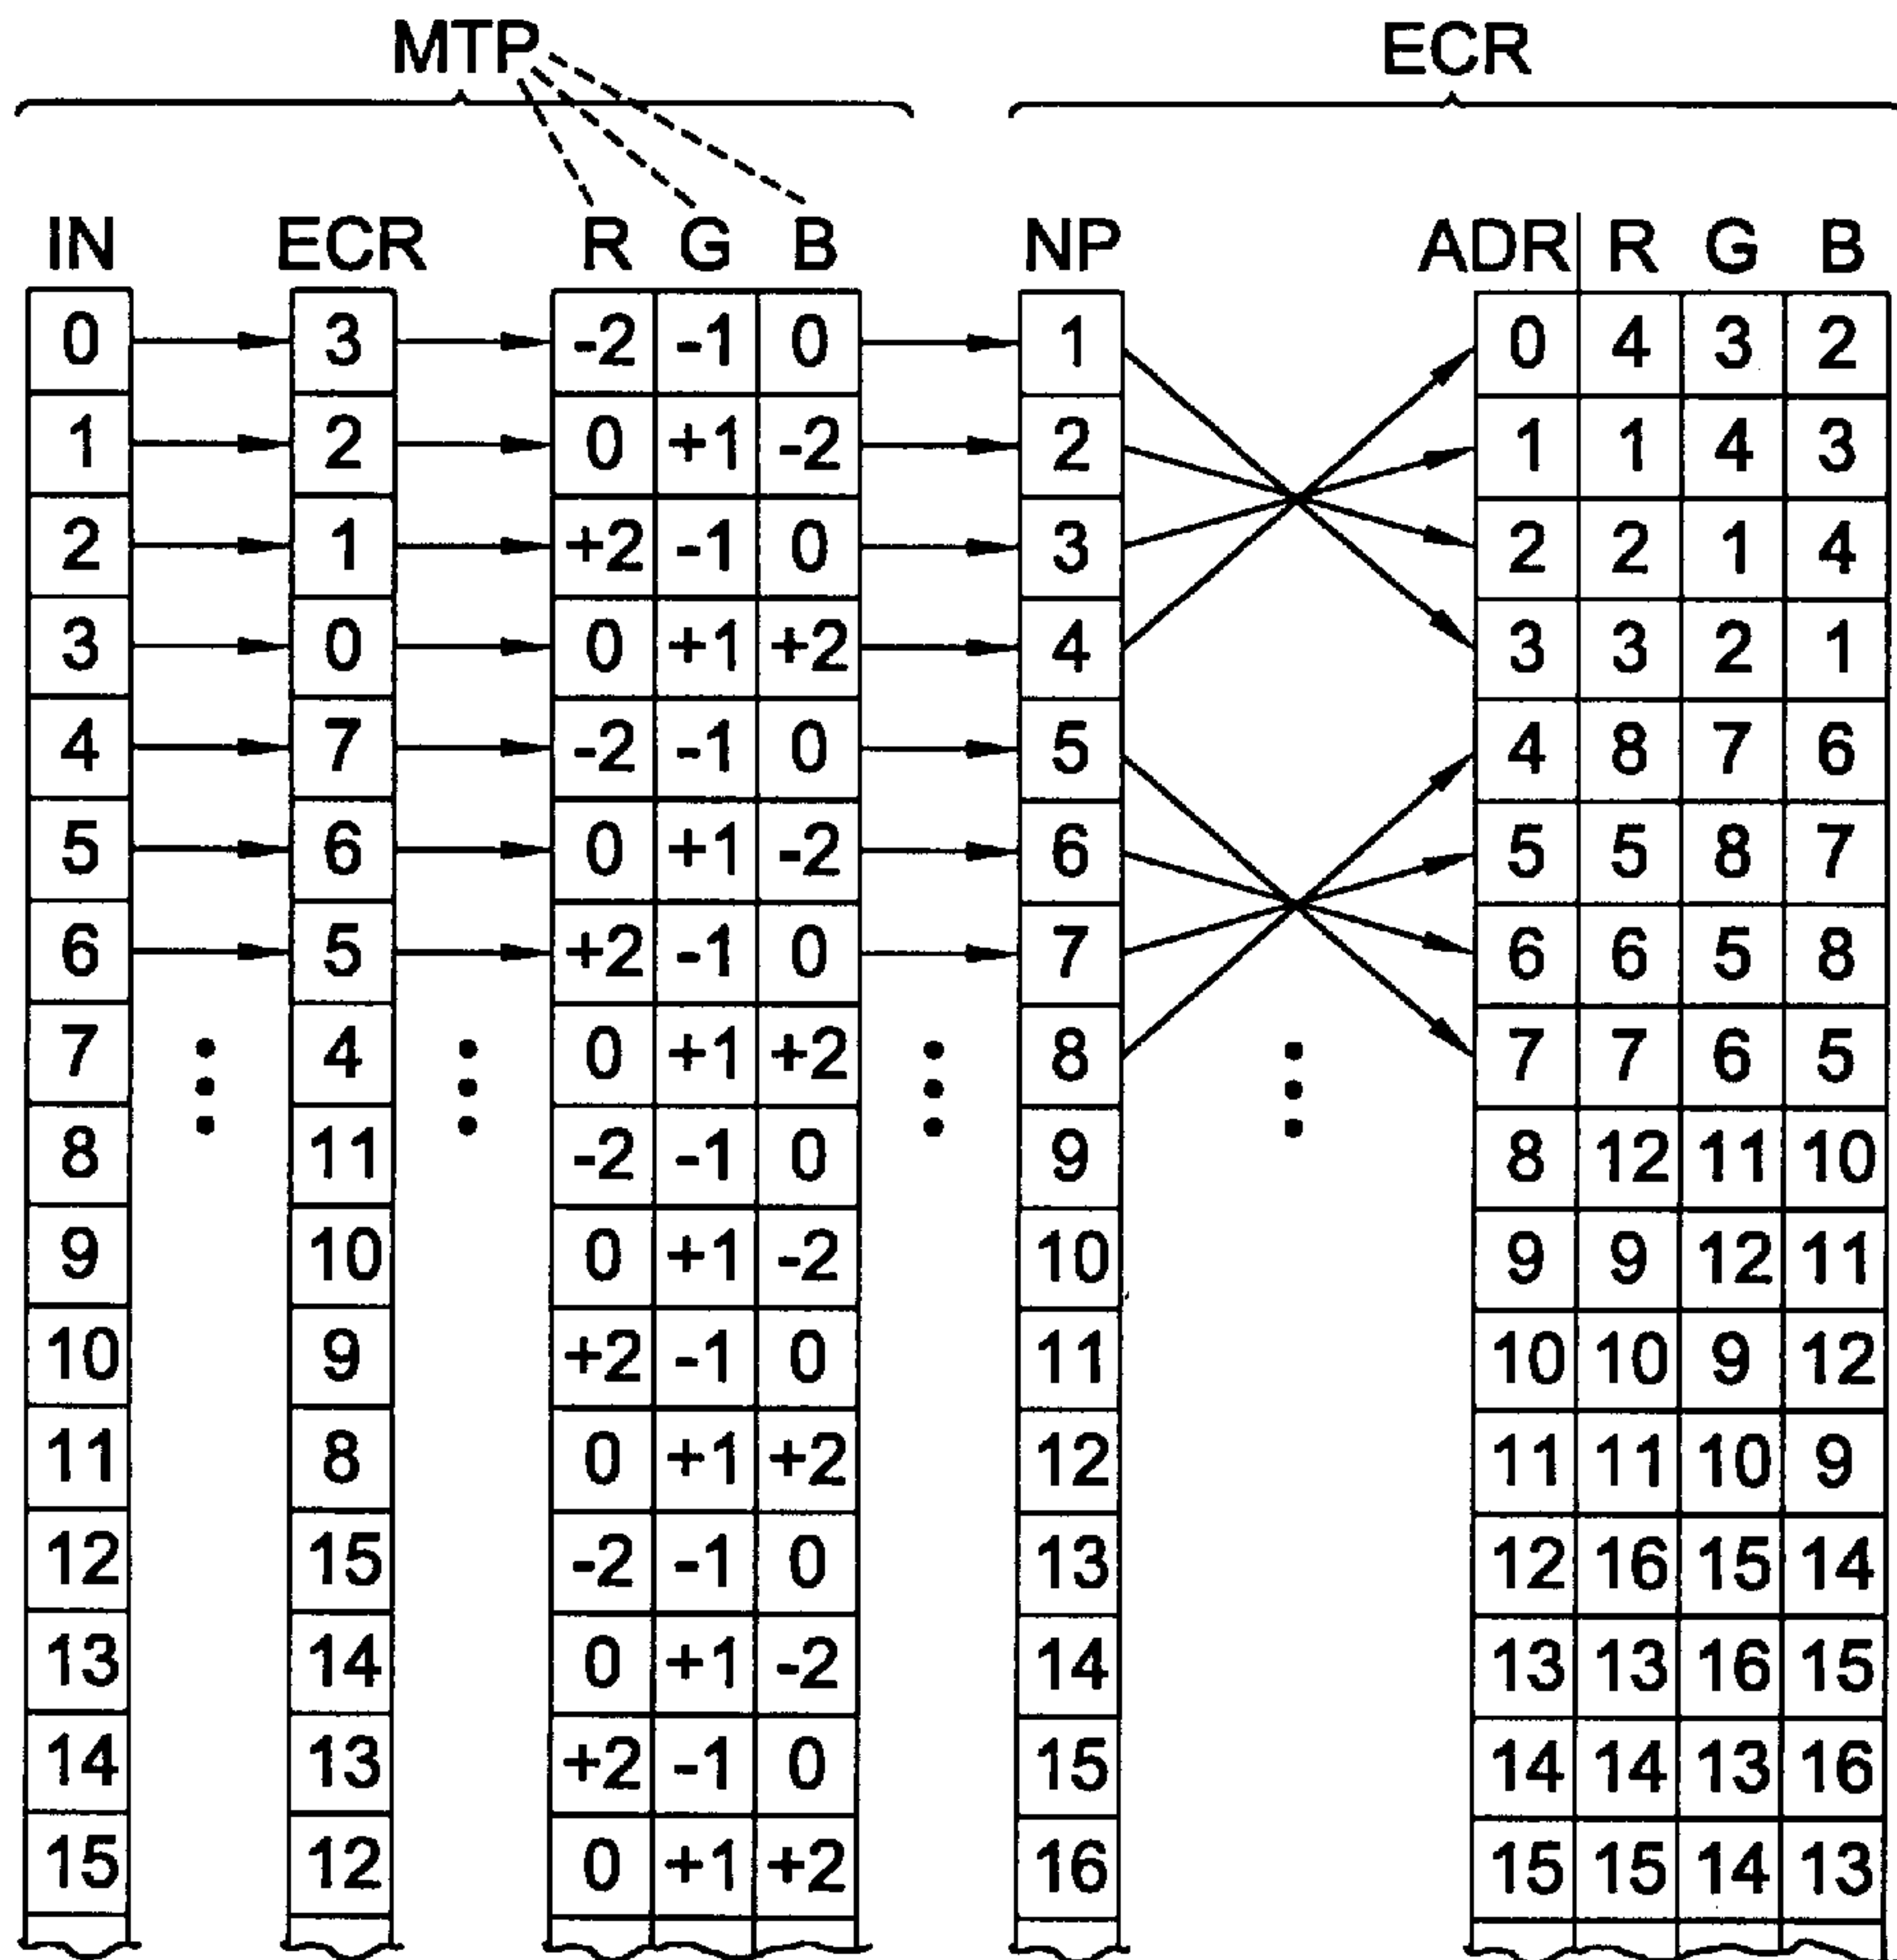 MTP ECR
IN ECR R G B NP ADR R G B
0 3 -2 -1 0 1 0 4 3 2
1 2 0 +1 -2 2 1 1 4 3
2 1 +2 -1 0 3 2 2 1 4
3 0 0 +1 +2 4 3 3 2 1
4 7 -2 -1 0 5 4 8 7 6
5 6 0 +1 -2 6 5 5 8 7
6 5 +2 -1 0 7 6 6 5 8
7 4 0 +1 +2 8 7 7 6 5
8 11 -2 -1 0 9 8 12 11 10
9 10 0 +1 -2 10 9 9 12 11
10 9 +2 -1 0 11 10 10 9 12
11 8 0 +1 +2 12 11 11 10 9
12 15 -2 -1 0 13 12 16 15 14
13 14 0 +1 -2 14 13 13 16 15
14 13 +2 -1 0 15 14 14 13 16
15 12 0 +1 +2 16 15 15 14 13